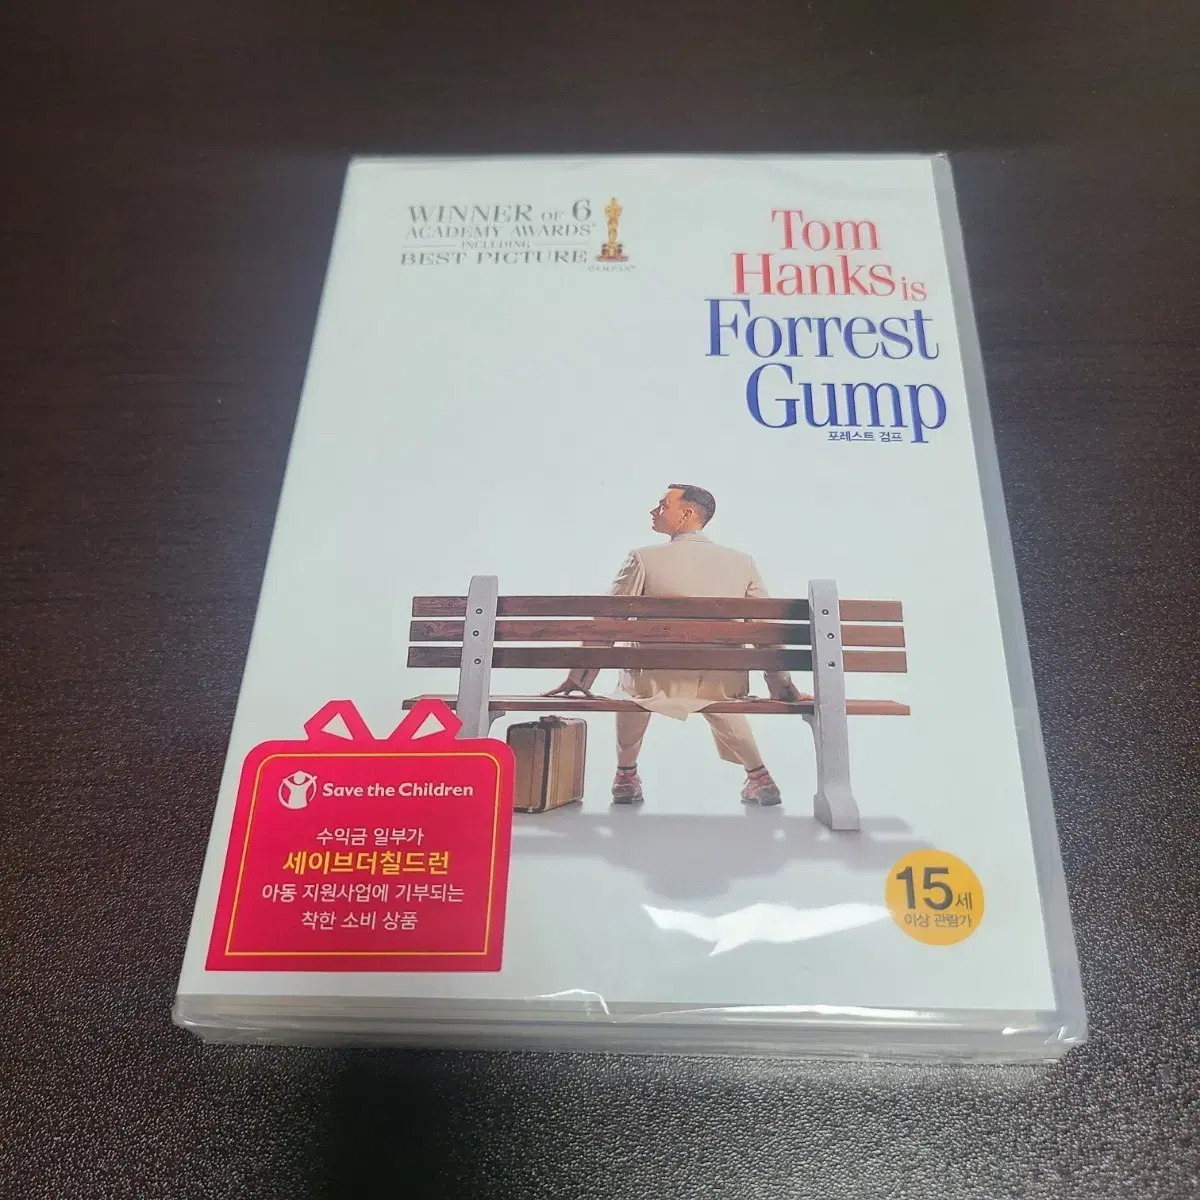 WINNER OF 6
ACADEMY AWARDS®
INCLUDING
BEST PICTURE
Tom
Hanks is
Forrest
Gump
포레스트 검프
Save the Children
수익금 일부가
세이브더칠드런
아동 지원사업에 기부되는
착한 소비 상품
15세
이상 관람가